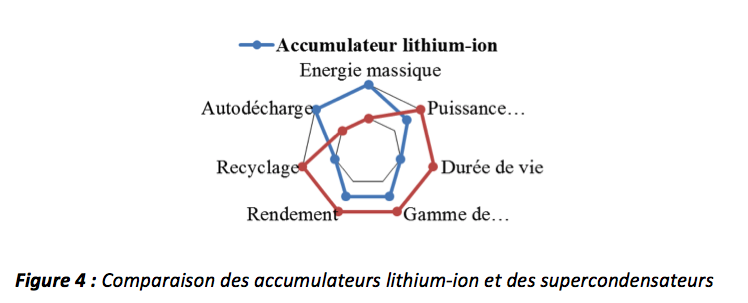 Accumulateur lithium-ion
Energie massique
Autodécharge
Puissance…
Recyclage
Durée de vie
Rendement
Gamme de…
Figure 4 : Comparaison des accumulateurs lithium-ion et des supercondensateurs